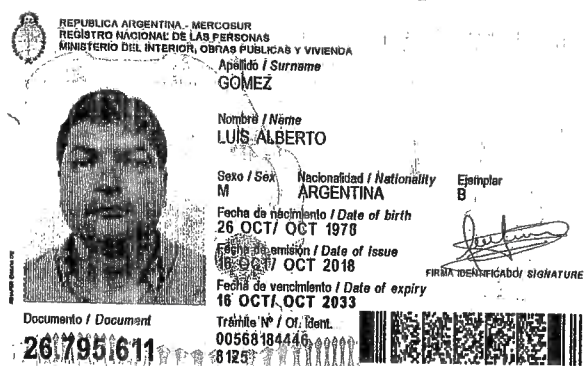 REPUBLICA ARGENTINA - MERCOSUR
REGISTRO NACIONAL DE LAS PERSONAS
MINISTERIO DEL INTERIOR, OBRAS PUBLICAS Y VIVIENDA
Apellido / Surname
GOMEZ
Nombre / Name
LUIS ALBERTO
Sexo / Sex Nacionalidad / Nationality Ejemplar
M ARGENTINA B
Fecha de nacimiento / Date of birth
26 OCT/ OCT 1978
Fecha de emisión / Date of issue
16 OCT/ OCT 2018
Fecha de vencimiento / Date of expiry
16 OCT/ OCT 2033
FIRMA IDENTIFICADO/ SIGNATURE
Documento / Document
26.795.611
Trámite Nº / Of. Ident.
00568184446
8125